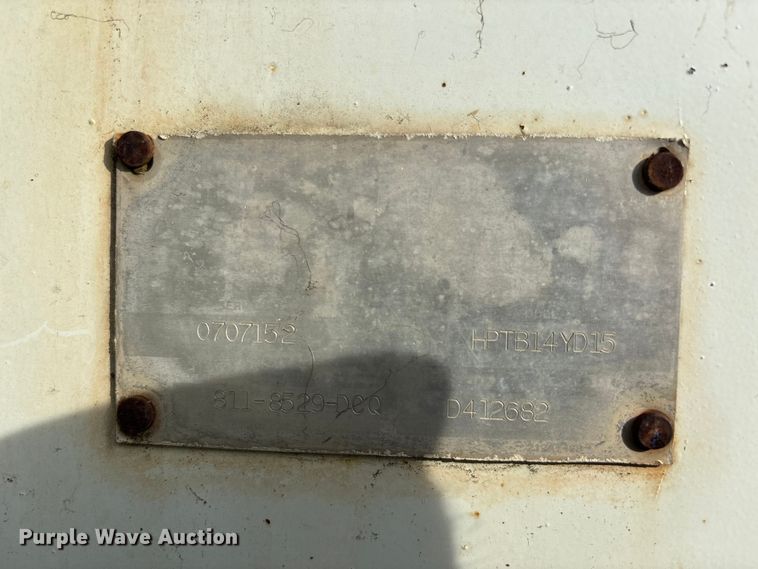 0707152 HPTB14YD15
811-8529-DCQ D412682
Purple Wave Auction